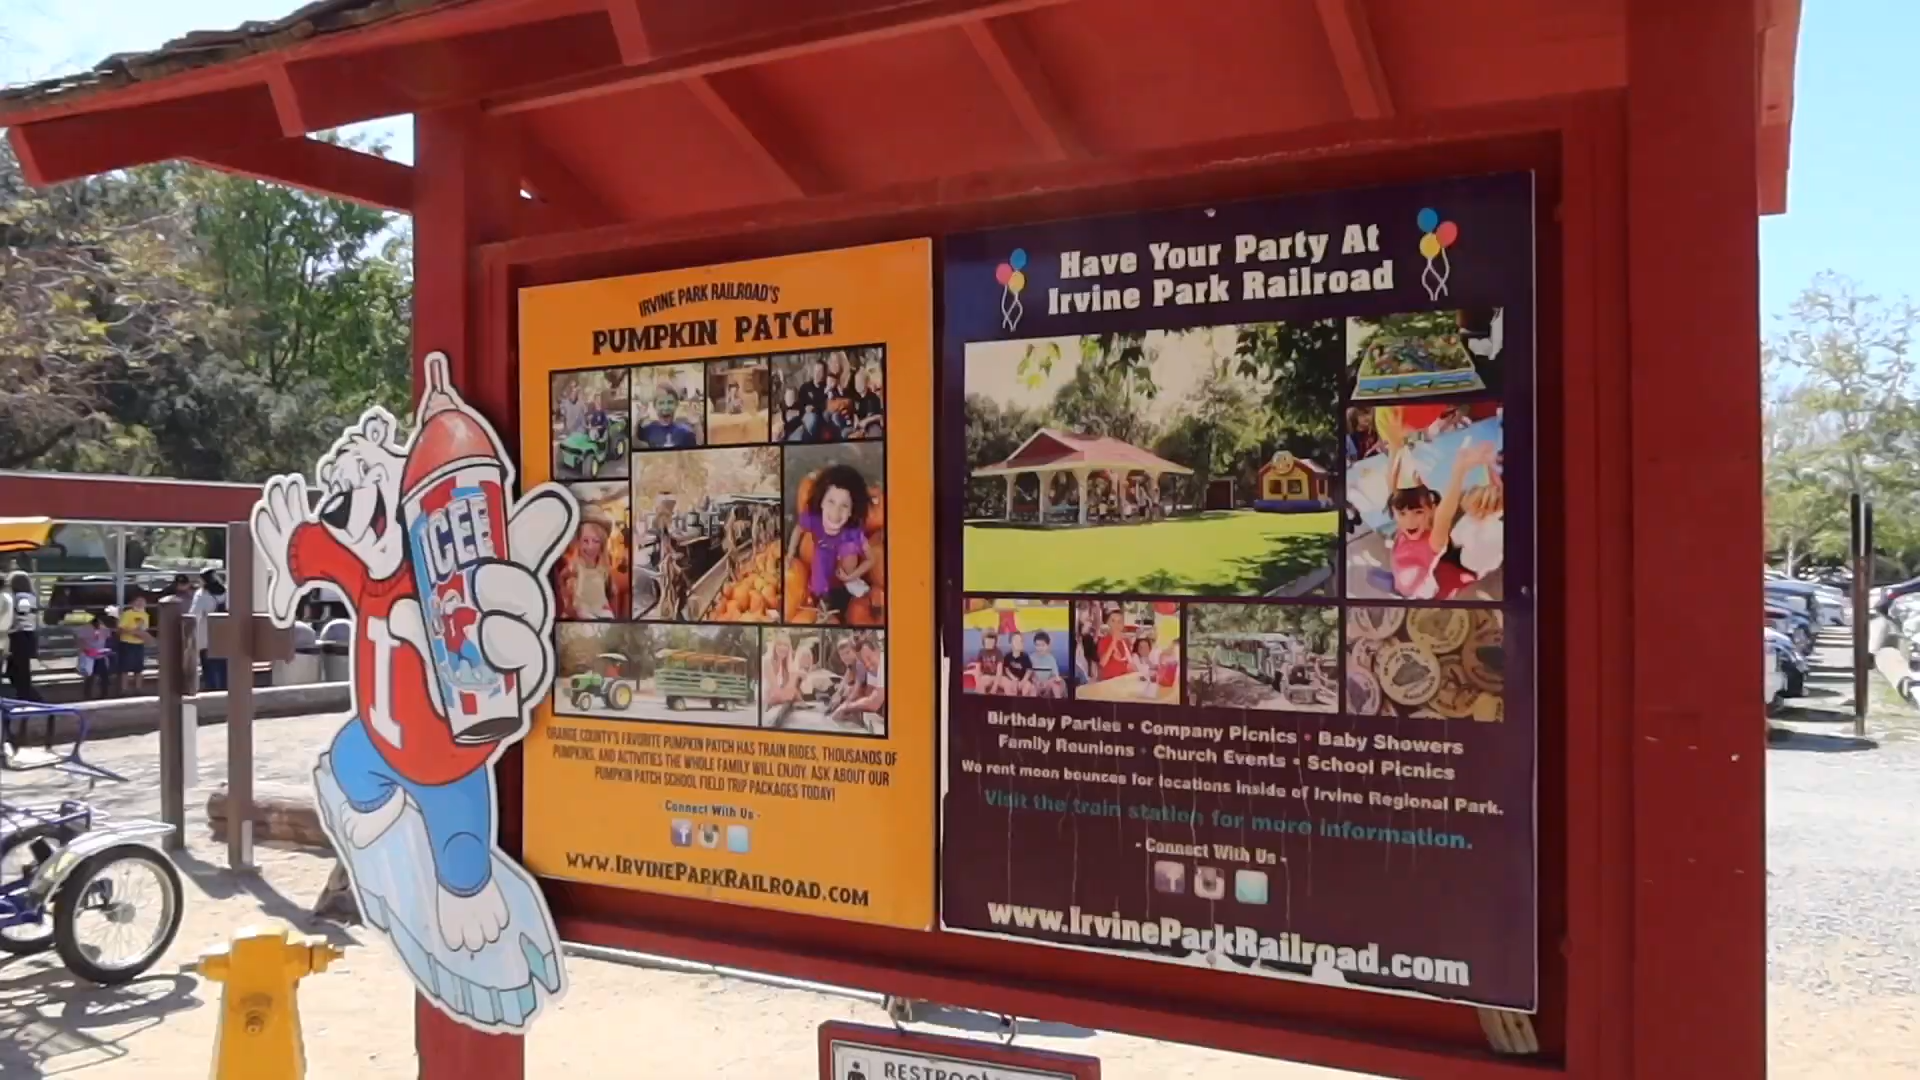 IRVINE PARK RAILROAD'S
PUMPKIN PATCH
ORANGE COUNTY'S FAVORITE PUMPKIN PATCH HAS TRAIN RIDES, THOUSANDS OF
PUMPKINS, AND ACTIVITIES THE WHOLE FAMILY WILL ENJOY. ASK ABOUT OUR
PUMPKIN PATCH SCHOOL FIELD TRIP PACKAGES TODAY!
- Connect With Us -
WWW.IRVINEPARKRAILROAD.COM
Have Your Party At
Irvine Park Railroad
Birthday Parties • Company Picnics • Baby Showers
Family Reunions • Church Events • School Picnics
We rent moon bounces for locations inside of Irvine Regional Park.
Visit the train station for more information.
- Connect With Us -
www.IrvineParkRailroad.com
ICEE
I